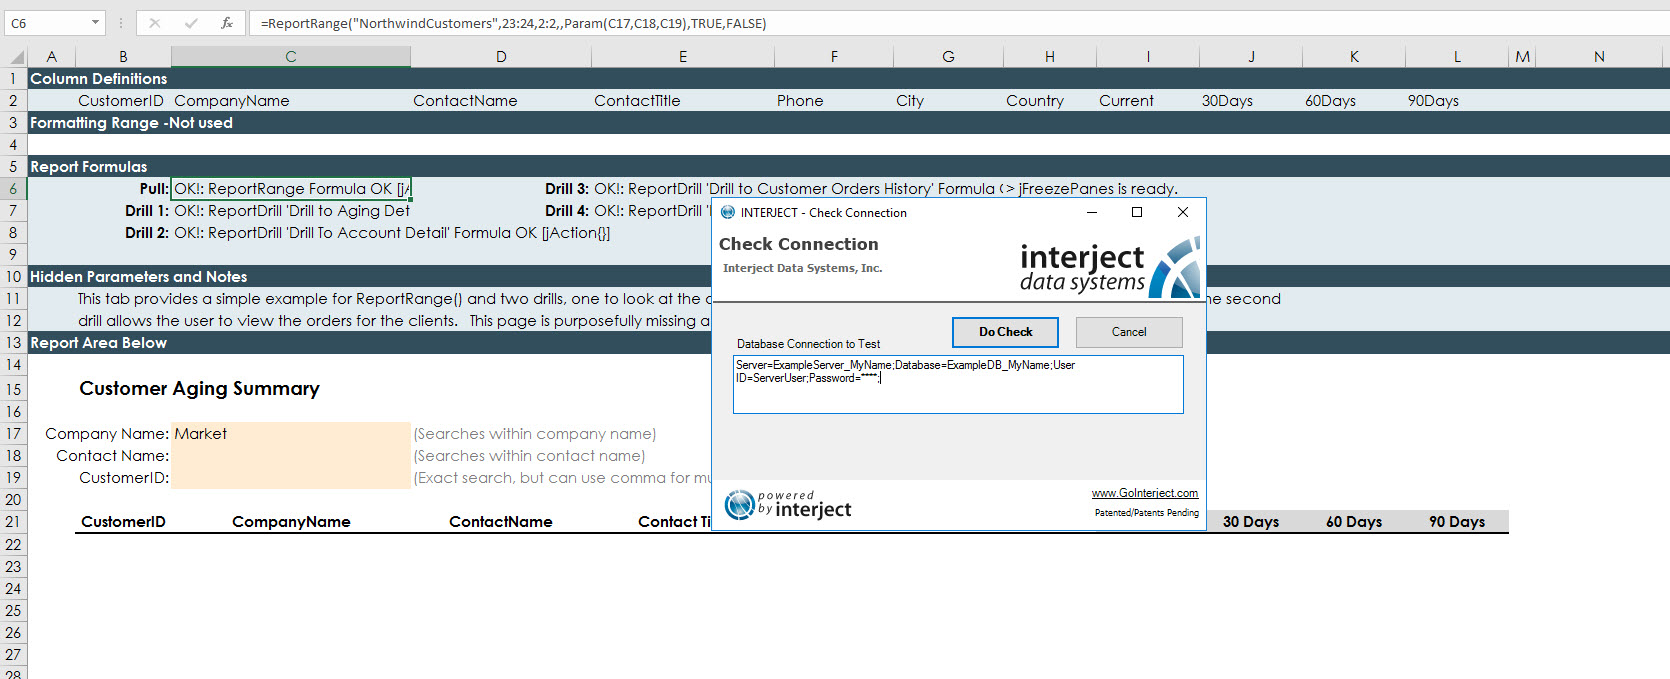 C6 fx =ReportRange("NorthwindCustomers",23:24,2:2,,Param(C17,C18,C19),TRUE,FALSE)
A B C D E F G H I J K L M N
1 Column Definitions
2 CustomerID CompanyName ContactName ContactTitle Phone City Country Current 30Days 60Days 90Days
3 Formatting Range -Not used
4
5 Report Formulas
6 Pull: OK!: ReportRange Formula OK [jA Drill 3: OK!: ReportDrill 'Drill to Customer Orders History' Formula (> jFreezePanes is ready.
7 Drill 1: OK!: ReportDrill 'Drill to Aging Det Drill 4: OK!: ReportDrill '
8 Drill 2: OK!: ReportDrill 'Drill To Account Detail' Formula OK [jAction{}]
9
10 Hidden Parameters and Notes
11 This tab provides a simple example for ReportRange() and two drills, one to look at the he second
12 drill allows the user to view the orders for the clients. This page is purposefully missing a
13 Report Area Below
14
15 Customer Aging Summary
16
17 Company Name: Market (Searches within company name)
18 Contact Name: (Searches within contact name)
19 CustomerID: (Exact search, but can use comma for mu
20
21 CustomerID CompanyName ContactName Contact Ti 30 Days 60 Days 90 Days
22
23
24
25
26
27
28
INTERJECT - Check Connection
Check Connection
Interject Data Systems, Inc.
interject
data systems
Do Check Cancel
Database Connection to Test
Server=ExampleServer_MyName;Database=ExampleDB_MyName;User
ID=ServerUser;Password=****;
powered
by interject
www.GoInterject.com
Patented/Patents Pending